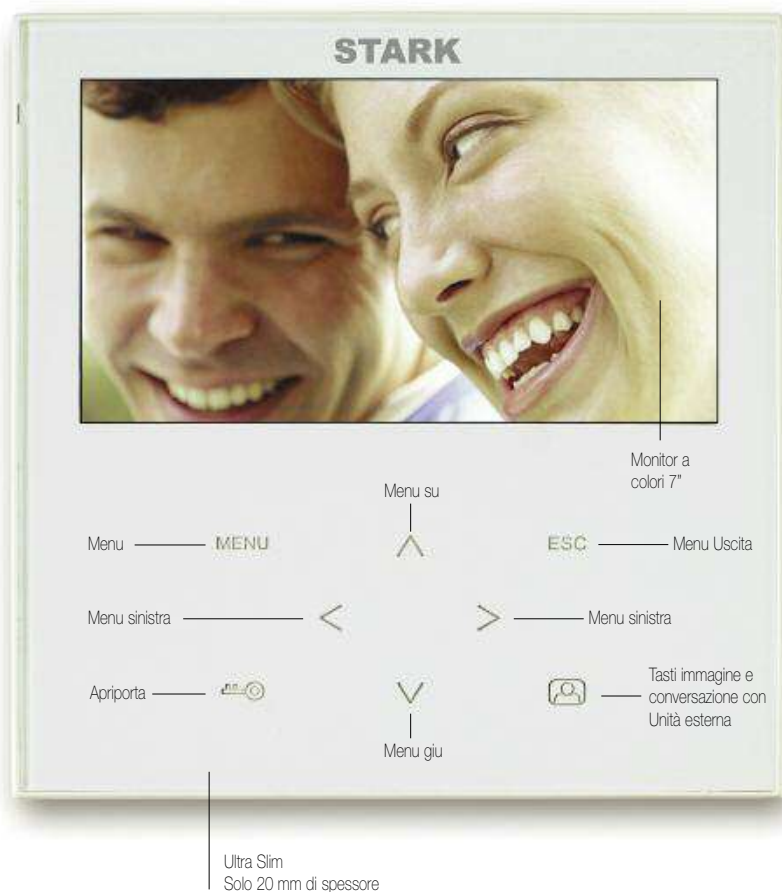 STARK
Monitor a
colori 7"
Menu su
Menu
MENU
ESC
Menu Uscita
Menu sinistra
Menu sinistra
Apriporta
Tasti immagine e
conversazione con
Unità esterna
Menu giu
Ultra Slim
Solo 20 mm di spessore